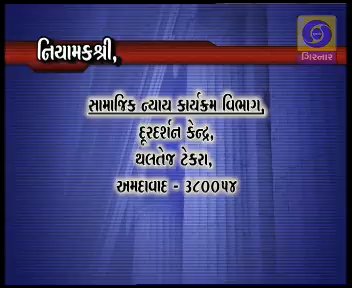 નિયામકશ્રી,
ગિરનાર
સામાજિક ન્યાય કાર્યક્રમ વિભાગ,
દૂરદર્શન કેન્દ્ર,
થલતેજ ટેકરા,
અમદાવાદ - ૩૮૦૦૫૪